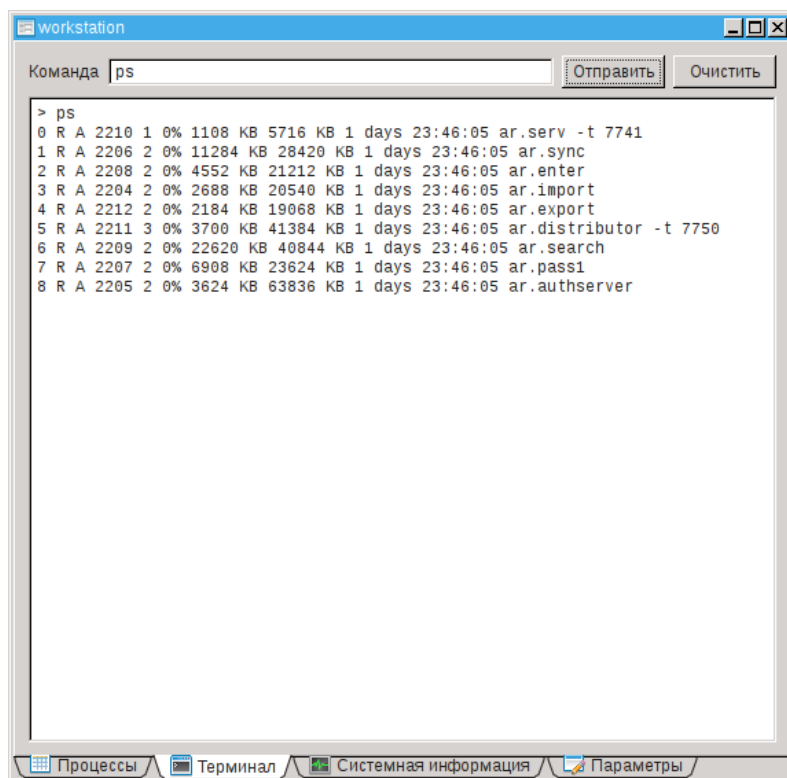 workstation
Команда ps Отправить Очистить
> ps
0 R A 2210 1 0% 1108 KB 5716 KB 1 days 23:46:05 ar.serv -t 7741
1 R A 2206 2 0% 11284 KB 28420 KB 1 days 23:46:05 ar.sync
2 R A 2208 2 0% 4552 KB 21212 KB 1 days 23:46:05 ar.enter
3 R A 2204 2 0% 2688 KB 20540 KB 1 days 23:46:05 ar.import
4 R A 2212 2 0% 2184 KB 19068 KB 1 days 23:46:05 ar.export
5 R A 2211 3 0% 3700 KB 41384 KB 1 days 23:46:05 ar.distributor -t 7750
6 R A 2209 2 0% 22620 KB 40844 KB 1 days 23:46:05 ar.search
7 R A 2207 2 0% 6908 KB 23624 KB 1 days 23:46:05 ar.pass1
8 R A 2205 2 0% 3624 KB 63836 KB 1 days 23:46:05 ar.authserver
Процессы Терминал Системная информация Параметры